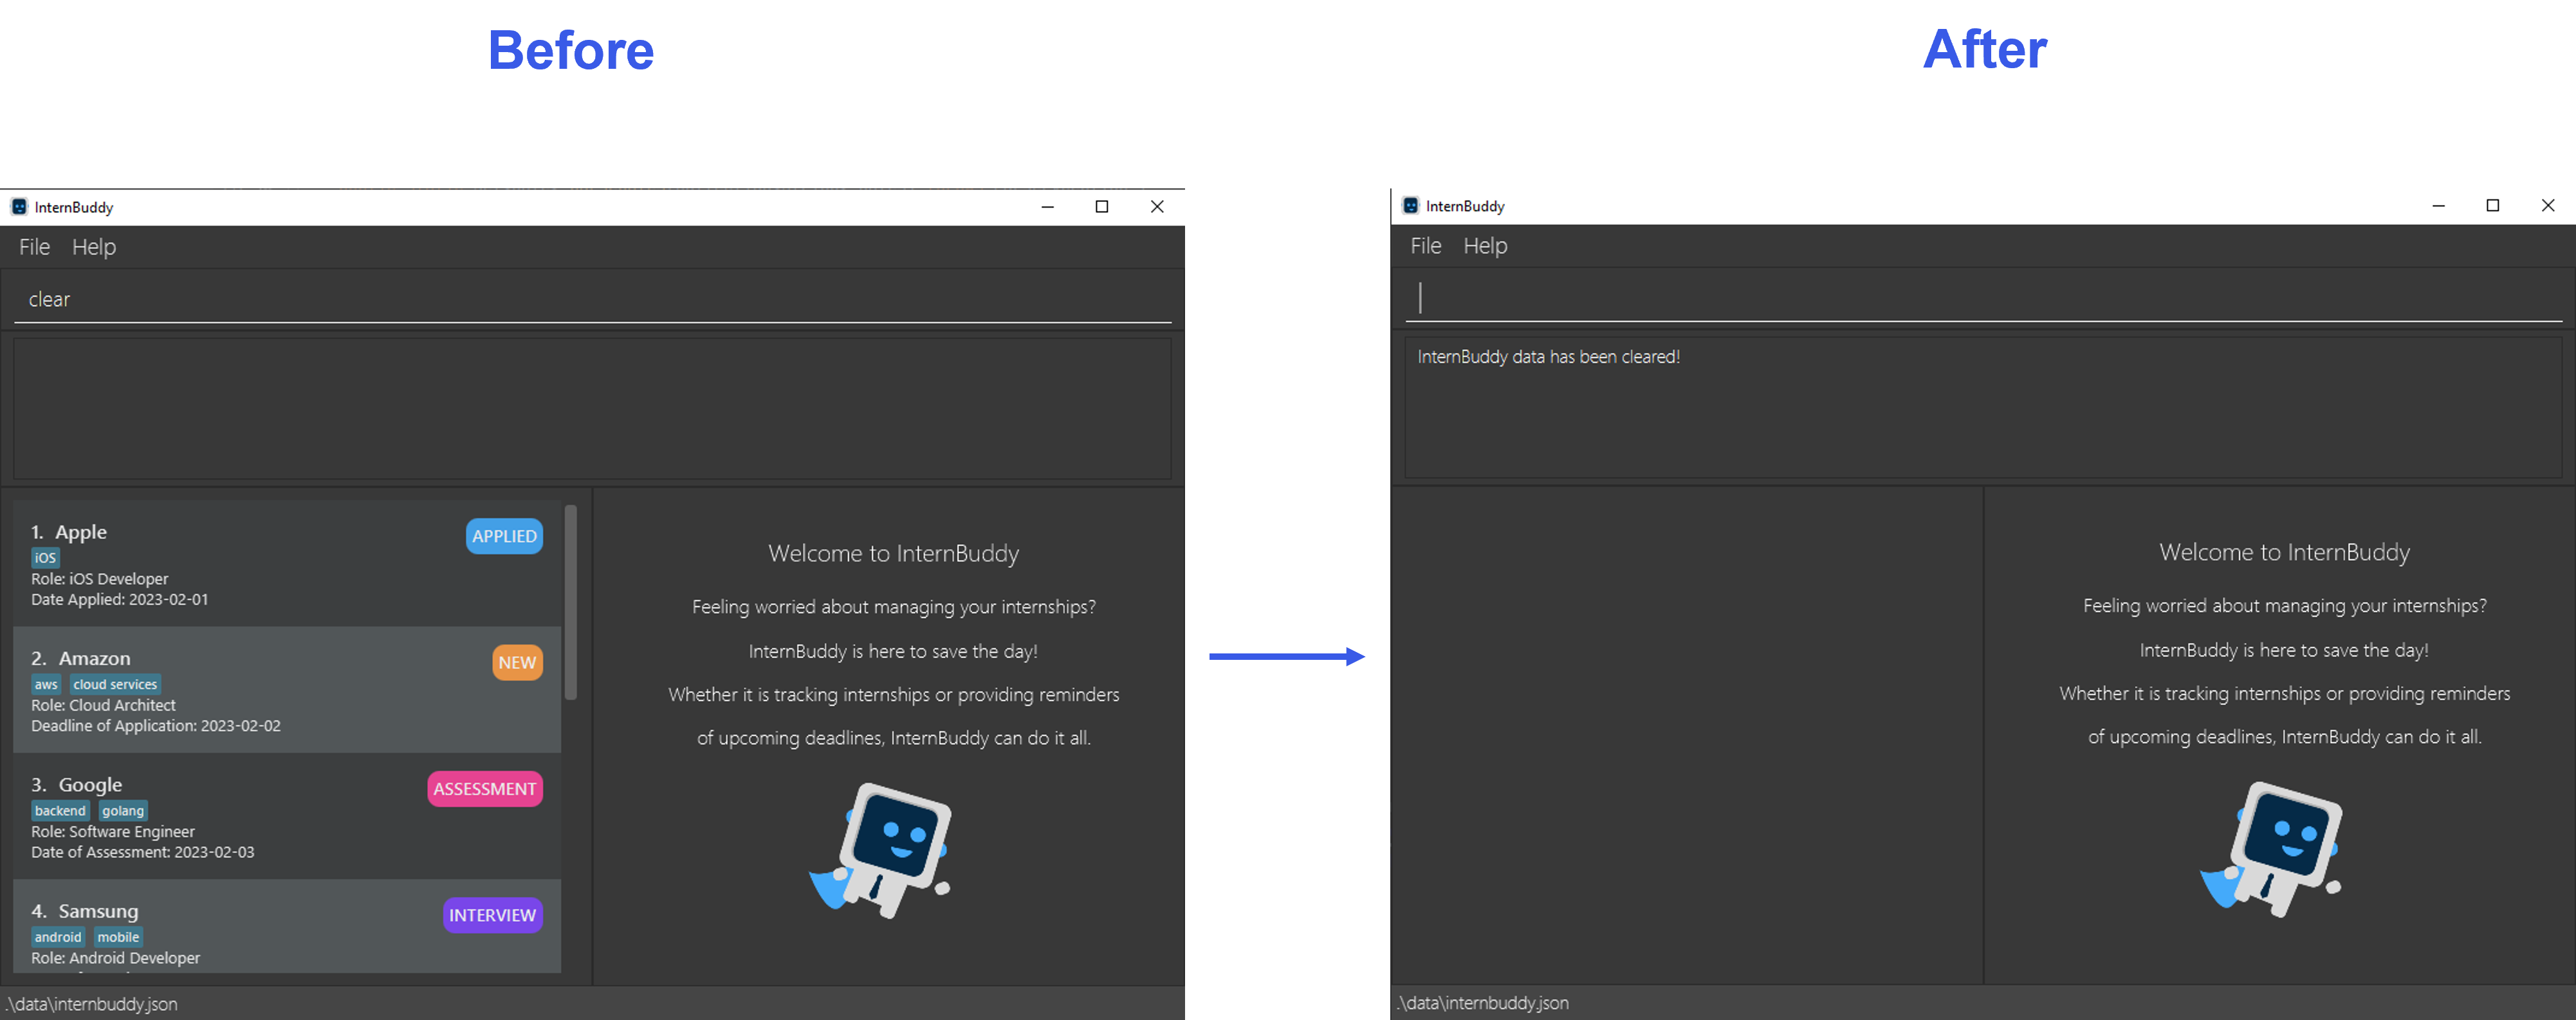 Before
After
InternBuddy
File Help
clear
1. Apple
APPLIED
iOS
Role: iOS Developer
Date Applied: 2023-02-01
2. Amazon
NEW
aws cloud services
Role: Cloud Architect
Deadline of Application: 2023-02-02
3. Google
ASSESSMENT
backend golang
Role: Software Engineer
Date of Assessment: 2023-02-03
4. Samsung
INTERVIEW
android mobile
Role: Android Developer
Welcome to InternBuddy
Feeling worried about managing your internships?
InternBuddy is here to save the day!
Whether it is tracking internships or providing reminders
of upcoming deadlines, InternBuddy can do it all.
.\data\internbuddy.json
InternBuddy
File Help
InternBuddy data has been cleared!
Welcome to InternBuddy
Feeling worried about managing your internships?
InternBuddy is here to save the day!
Whether it is tracking internships or providing reminders
of upcoming deadlines, InternBuddy can do it all.
.\data\internbuddy.json